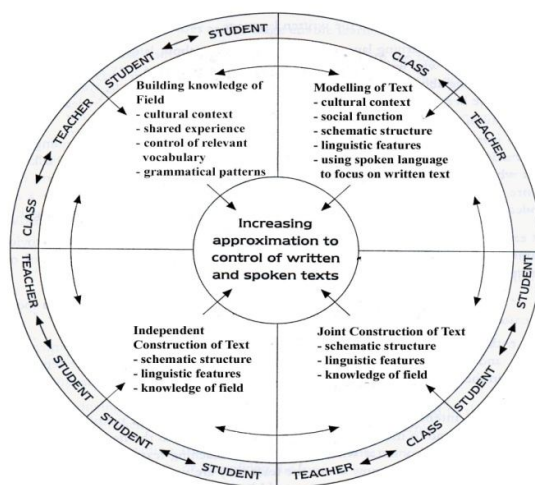 Building knowledge of
Field
- cultural context
- shared experience
- control of relevant
vocabulary
- grammatical patterns
Modelling of Text
- cultural context
- social function
- schematic structure
- linguistic features
- using spoken language
to focus on written text
Increasing
approximation to
control of written
and spoken texts
Independent
Construction of Text
- schematic structure
- linguistic features
- knowledge of field
Joint Construction of Text
- schematic structure
- linguistic features
- knowledge of field
CLASS
TEACHER
STUDENT
STUDENT
CLASS
TEACHER
STUDENT
STUDENT
CLASS
TEACHER
STUDENT
STUDENT
STUDENT
TEACHER